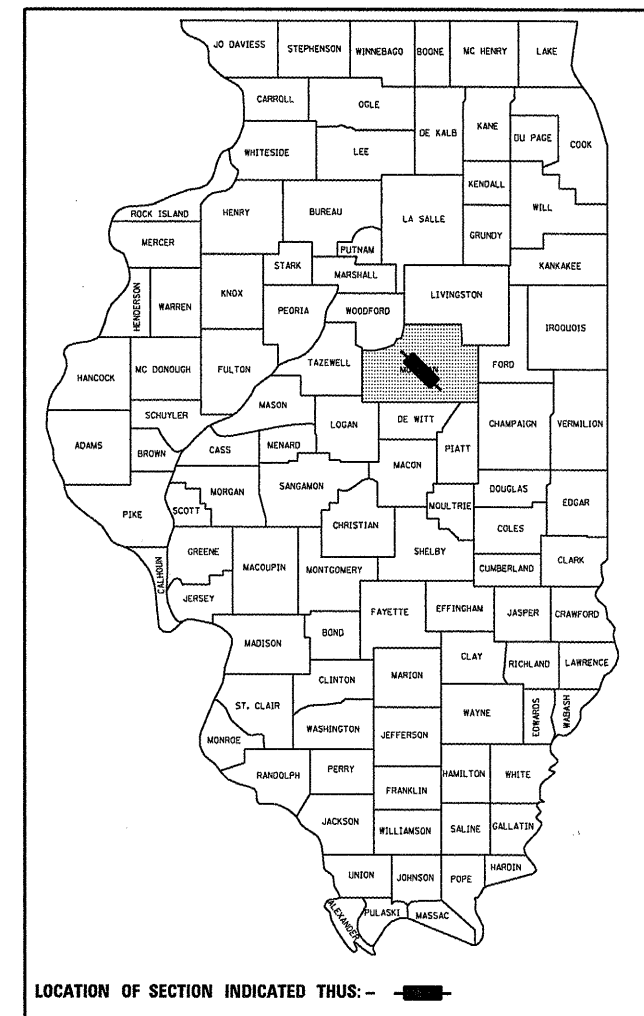 JO DAVIESS STEPHENSON WINNEBAGO BOONE MC HENRY LAKE
CARROLL OGLE DE KALB KANE DU PAGE COOK
WHITESIDE LEE
KENDALL WILL
ROCK ISLAND HENRY BUREAU LA SALLE GRUNDY
MERCER PUTNAM KANKAKEE
STARK MARSHALL
HENDERSON WARREN KNOX PEORIA WOODFORD LIVINGSTON IROQUOIS
HANCOCK MC DONOUGH FULTON TAZEWELL FORD
MASON
SCHUYLER LOGAN DE WITT CHAMPAIGN VERMILION
ADAMS BROWN CASS MENARD PIATT
MACON
MORGAN SANGAMON DOUGLAS EDGAR
PIKE SCOTT CHRISTIAN MOULTRIE COLES
GREENE MACOUPIN MONTGOMERY SHELBY CUMBERLAND CLARK
CALHOUN JERSEY
FAYETTE EFFINGHAM JASPER CRAWFORD
MADISON BOND
CLAY RICHLAND LAWRENCE
CLINTON MARION
ST. CLAIR WAYNE EDWARDS WABASH
WASHINGTON JEFFERSON
MONROE
RANDOLPH PERRY HAMILTON WHITE
FRANKLIN
JACKSON WILLIAMSON SALINE GALLATIN
UNION JOHNSON POPE HARDIN
ALEXANDER PULASKI MASSAC
LOCATION OF SECTION INDICATED THUS: -